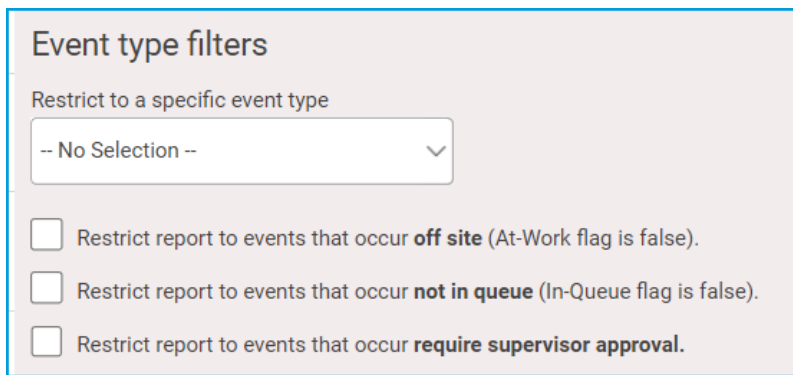 Event type filters
Restrict to a specific event type
-- No Selection --
Restrict report to events that occur off site (At-Work flag is false).
Restrict report to events that occur not in queue (In-Queue flag is false).
Restrict report to events that occur require supervisor approval.